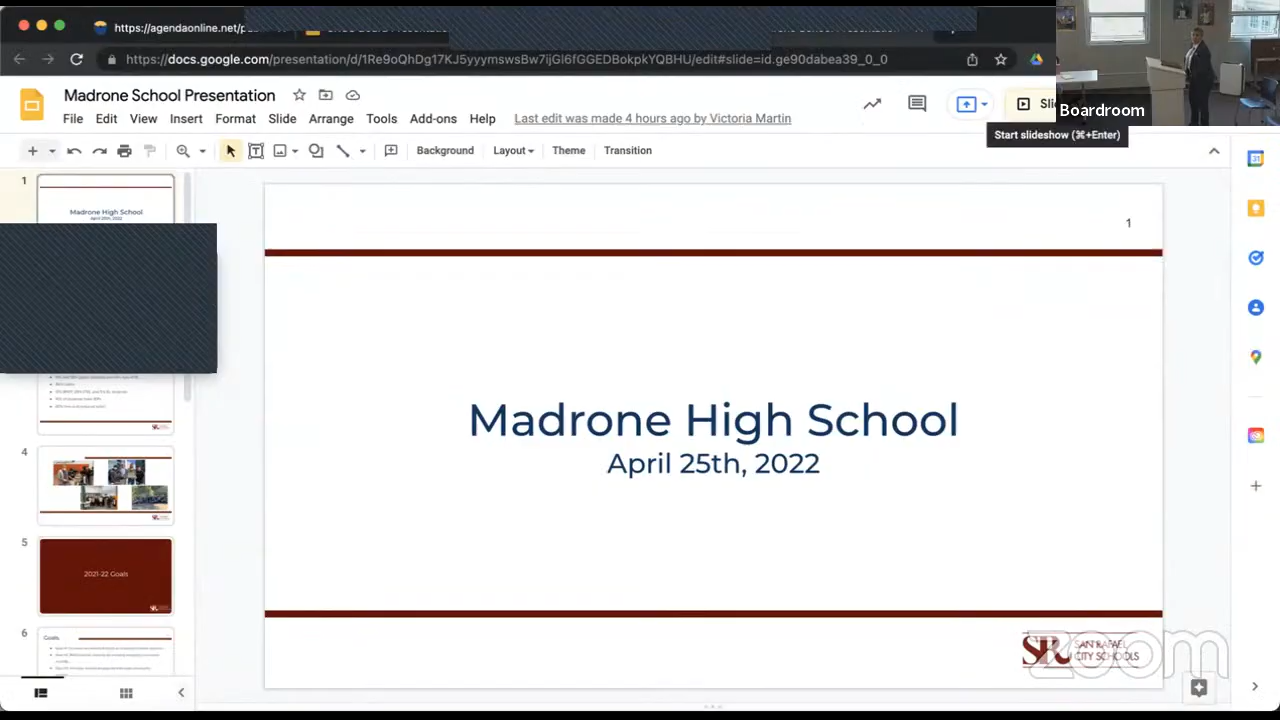 https://agendaonline.net/p
https://docs.google.com/presentation/d/1Re9oQhDg17KJ5yyymswsBw7ijGl6fGGEDBokpkYQBHU/edit#slide=id.ge90dabea39_0_0
Madrone School Presentation
File Edit View Insert Format Slide Arrange Tools Add-ons Help Last edit was made 4 hours ago by Victoria Martin
Boardroom
Start slideshow (⌘+Enter)
Background Layout Theme Transition
1
Madrone High School
April 25th, 2022
4
5
2021-22 Goals
6
Goals:
1
Madrone High School
April 25th, 2022
SR SAN RAFAEL
CITY SCHOOLS
zoom